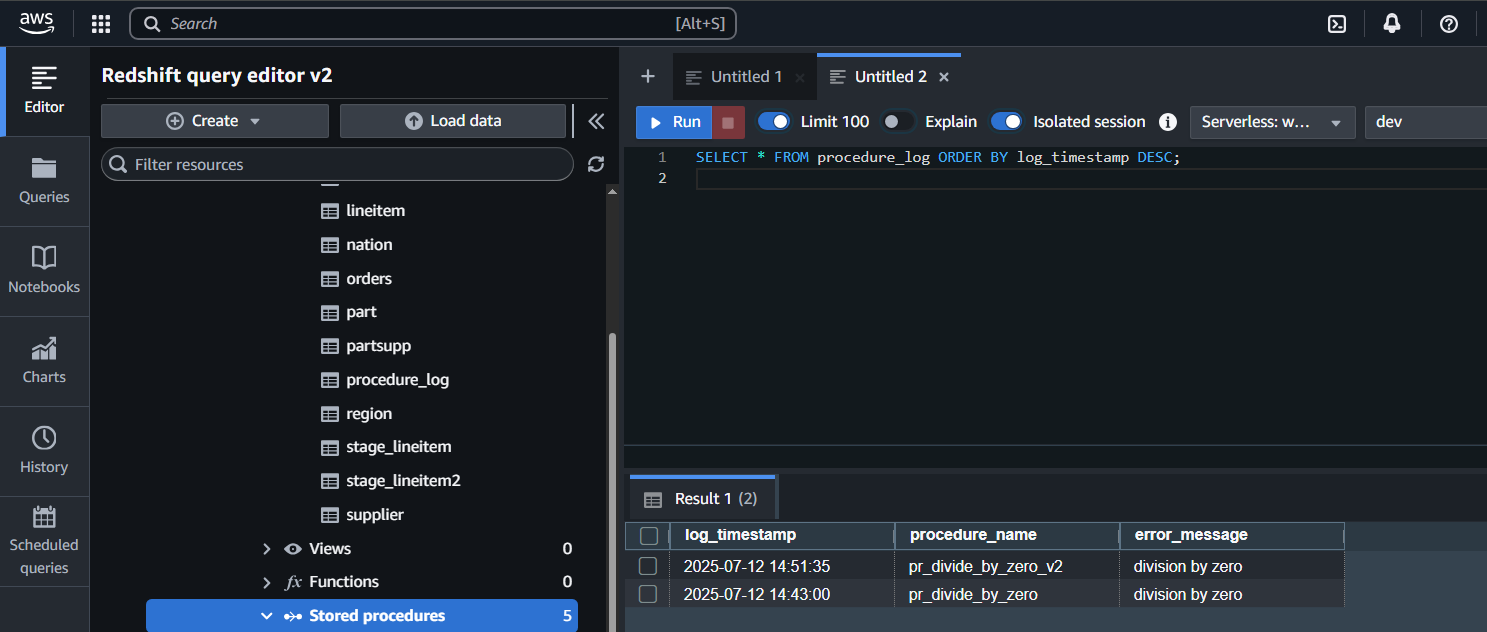 aws
Search [Alt+S]
Editor
Queries
Notebooks
Charts
History
Scheduled
queries
Redshift query editor v2
Create
Load data
Filter resources
lineitem
nation
orders
part
partsupp
procedure_log
region
stage_lineitem
stage_lineitem2
supplier
Views 0
fx Functions 0
Stored procedures 5
+ Untitled 1 × Untitled 2 ×
Run Limit 100 Explain Isolated session Serverless: w... dev
1 SELECT * FROM procedure_log ORDER BY log_timestamp DESC;
2
Result 1 (2)
log_timestamp procedure_name error_message
2025-07-12 14:51:35 pr_divide_by_zero_v2 division by zero
2025-07-12 14:43:00 pr_divide_by_zero division by zero